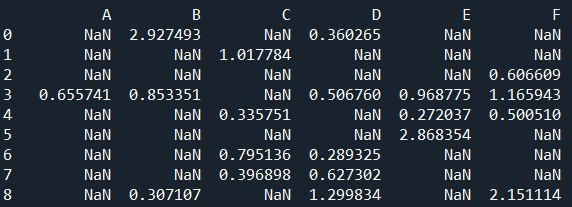 A B C D E F
0 NaN 2.927493 NaN 0.360265 NaN NaN
1 NaN NaN 1.017784 NaN NaN NaN
2 NaN NaN NaN NaN NaN 0.606609
3 0.655741 0.853351 NaN 0.506760 0.968775 1.165943
4 NaN NaN 0.335751 NaN 0.272037 0.500510
5 NaN NaN NaN NaN 2.868354 NaN
6 NaN NaN 0.795136 0.289325 NaN NaN
7 NaN NaN 0.396898 0.627302 NaN NaN
8 NaN 0.307107 NaN 1.299834 NaN 2.151114